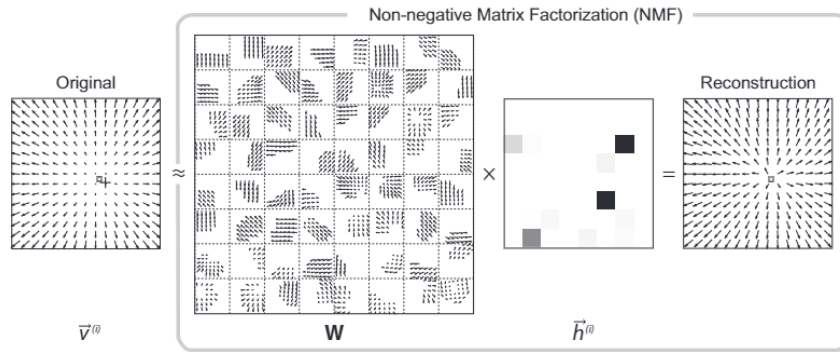 Non-negative Matrix Factorization (NMF)
Original
Reconstruction
≈
×
=
v⃗⁽ⁱ⁾
W
h⃗⁽ⁱ⁾